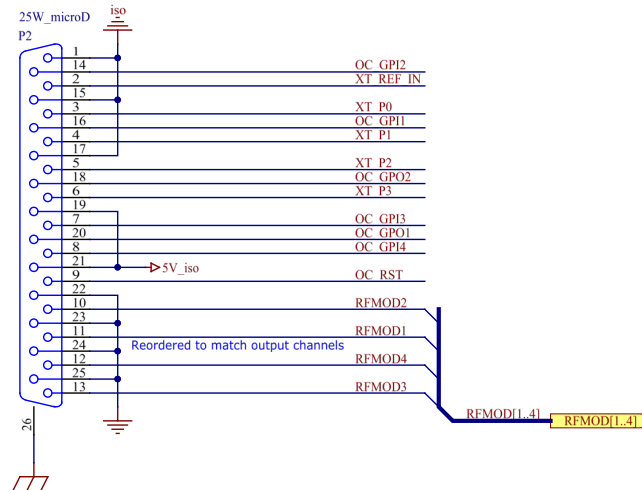 iso
25W_microD
P2
1
14 OC_GPI2
2 XT_REF_IN
15
3 XT_P0
16 OC_GPI1
4 XT_P1
17
5 XT_P2
18 OC_GPO2
6 XT_P3
19
7 OC_GPI3
20 OC_GPO1
8 OC_GPI4
21 5V_iso
9 OC_RST
22
10 RFMOD2
23
11 RFMOD1
24 Reordered to match output channels
12 RFMOD4
25
13 RFMOD3
RFMOD[1..4] RFMOD[1..4]
26